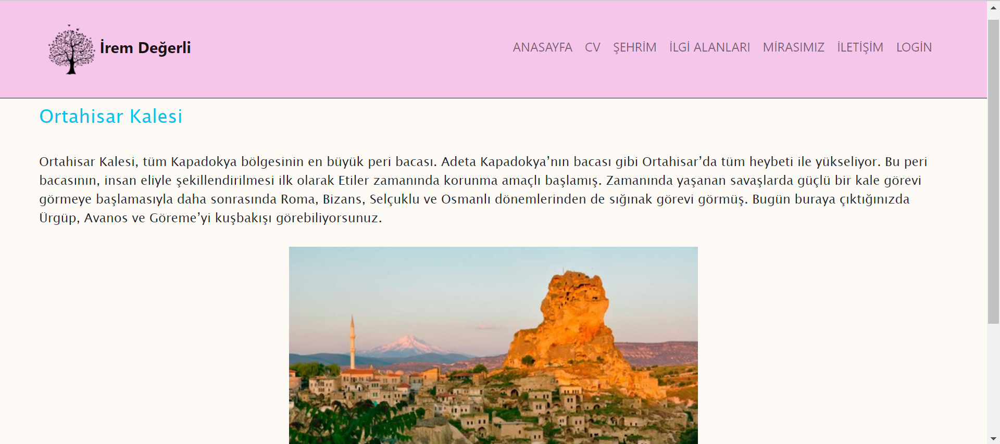 İrem Değerli
ANASAYFA CV ŞEHRİM İLGİ ALANLARI MİRASIMIZ İLETİŞİM LOGİN
Ortahisar Kalesi
Ortahisar Kalesi, tüm Kapadokya bölgesinin en büyük peri bacası. Adeta Kapadokya’nın bacası gibi Ortahisar’da tüm heybeti ile yükseliyor. Bu peri
bacasının, insan eliyle şekillendirilmesi ilk olarak Etiler zamanında korunma amaçlı başlamış. Zamanında yaşanan savaşlarda güçlü bir kale görevi
görmeye başlamasıyla daha sonrasında Roma, Bizans, Selçuklu ve Osmanlı dönemlerinden de sığınak görevi görmüş. Bugün buraya çıktığınızda
Ürgüp, Avanos ve Göreme’yi kuşbakışı görebiliyorsunuz.